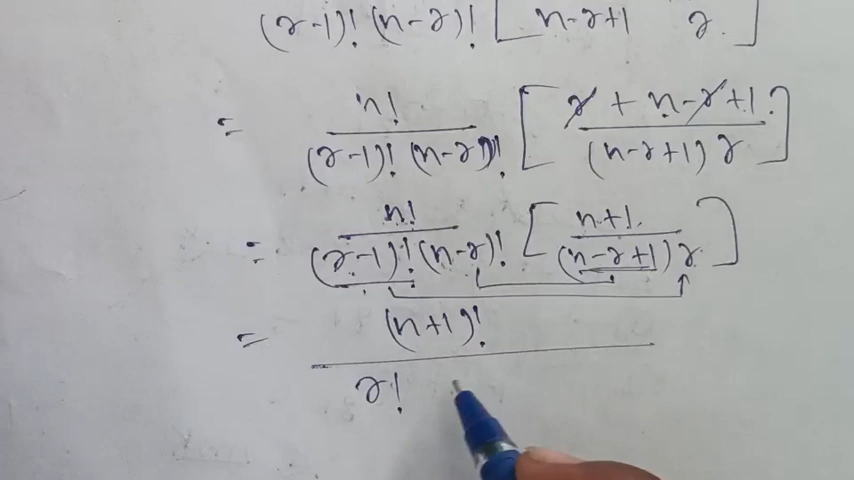 (r-1)! (n-r)! [ n-r+1 r ]
= n! / (r-1)! (n-r)! [ r + n-r+1 / (n-r+1) r ]
= n! / (r-1)! (n-r)! [ n+1 / (n-r+1) r ]
= (n+1)! / r!